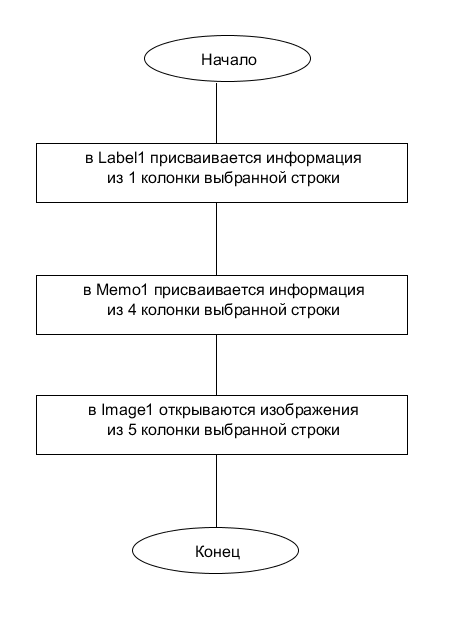 Начало
в Label1 присваивается информация
из 1 колонки выбранной строки
в Memo1 присваивается информация
из 4 колонки выбранной строки
в Image1 открываются изображения
из 5 колонки выбранной строки
Конец